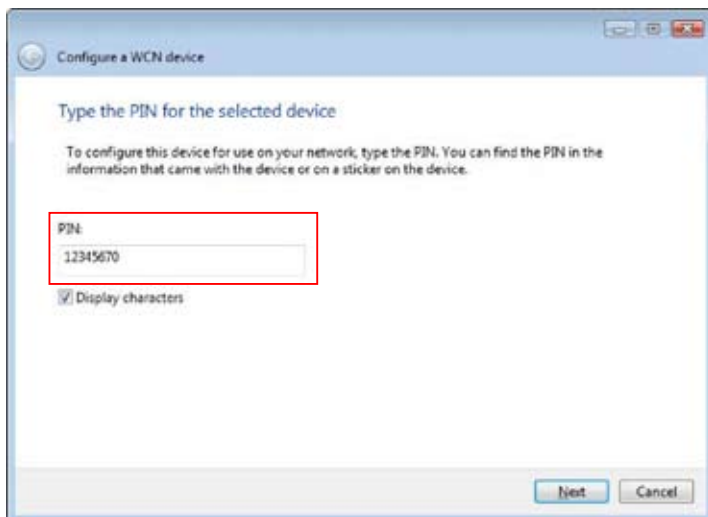 Configure a WCN device
Type the PIN for the selected device
To configure this device for use on your network, type the PIN. You can find the PIN in the
information that came with the device or on a sticker on the device.
PIN:
12345670
Display characters
Next
Cancel